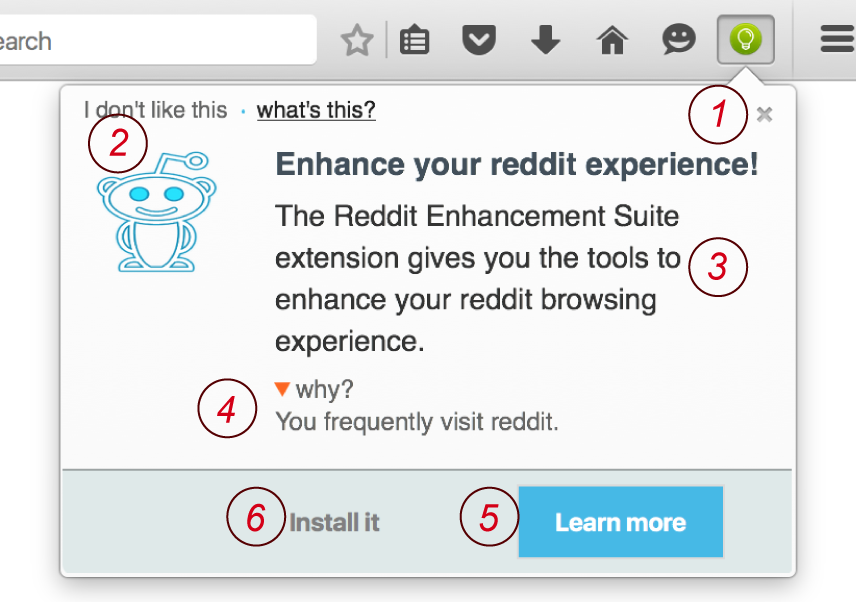 earch
I don't like this · what's this?
1
2
Enhance your reddit experience!
The Reddit Enhancement Suite
extension gives you the tools to
3
enhance your reddit browsing
experience.
why?
4
You frequently visit reddit.
6 Install it
5 Learn more